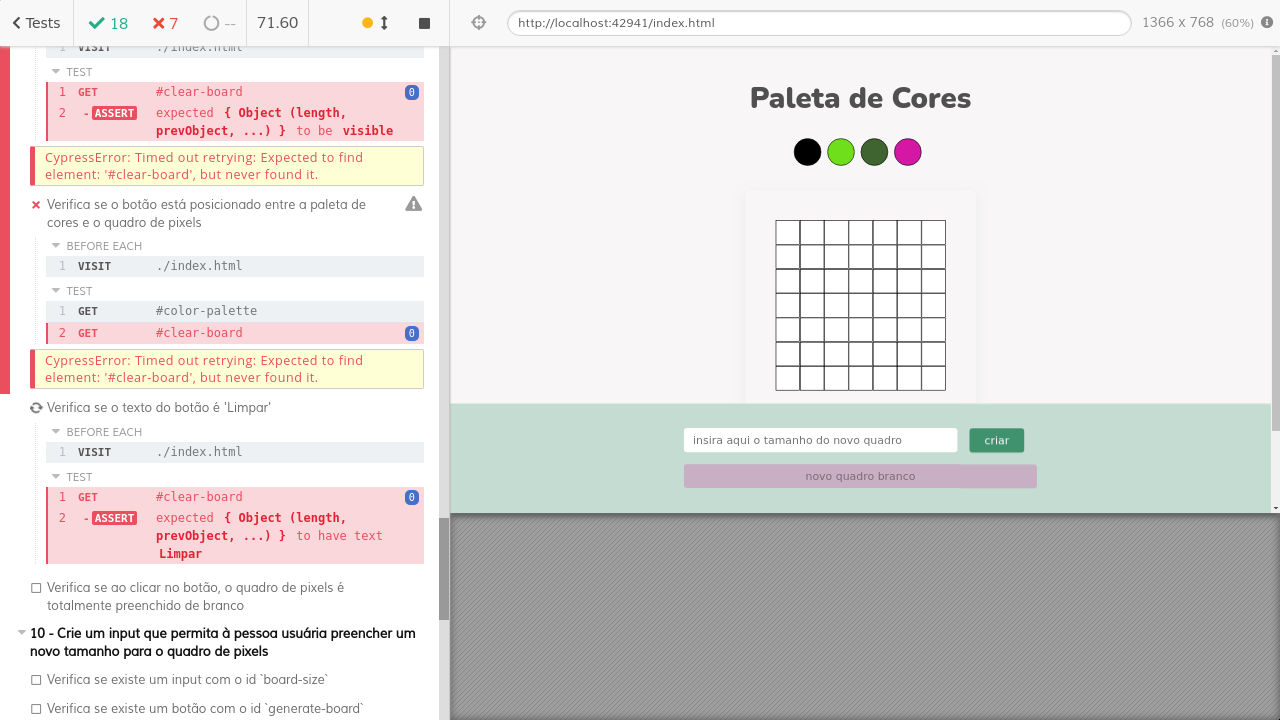 Tests
18
7
--
71.60
http://localhost:42941/index.html
1366 x 768 (60%)
1 VISIT ./index.html
TEST
1 GET #clear-board 0
2 -ASSERT expected { Object (length,
prevObject, ...) } to be visible
CypressError: Timed out retrying: Expected to find
element: '#clear-board', but never found it.
Verifica se o botão está posicionado entre a paleta de
cores e o quadro de pixels
BEFORE EACH
1 VISIT ./index.html
TEST
1 GET #color-palette
2 GET #clear-board 0
CypressError: Timed out retrying: Expected to find
element: '#clear-board', but never found it.
Verifica se o texto do botão é 'Limpar'
BEFORE EACH
1 VISIT ./index.html
TEST
1 GET #clear-board 0
2 -ASSERT expected { Object (length,
prevObject, ...) } to have text
Limpar
Verifica se ao clicar no botão, o quadro de pixels é
totalmente preenchido de branco
10 - Crie um input que permita à pessoa usuária preencher um
novo tamanho para o quadro de pixels
Verifica se existe um input com o id `board-size`
Verifica se existe um botão com o id `generate-board`
Paleta de Cores
insira aqui o tamanho do novo quadro
criar
novo quadro branco